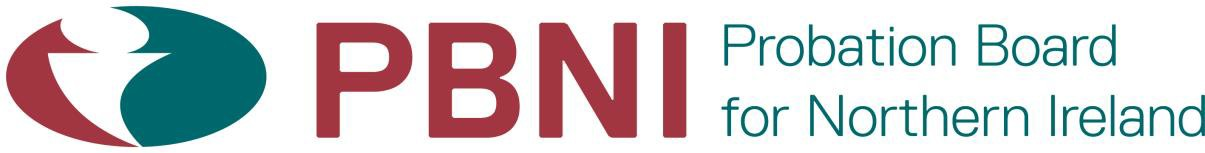 PBNI
Probation Board
for Northern Ireland